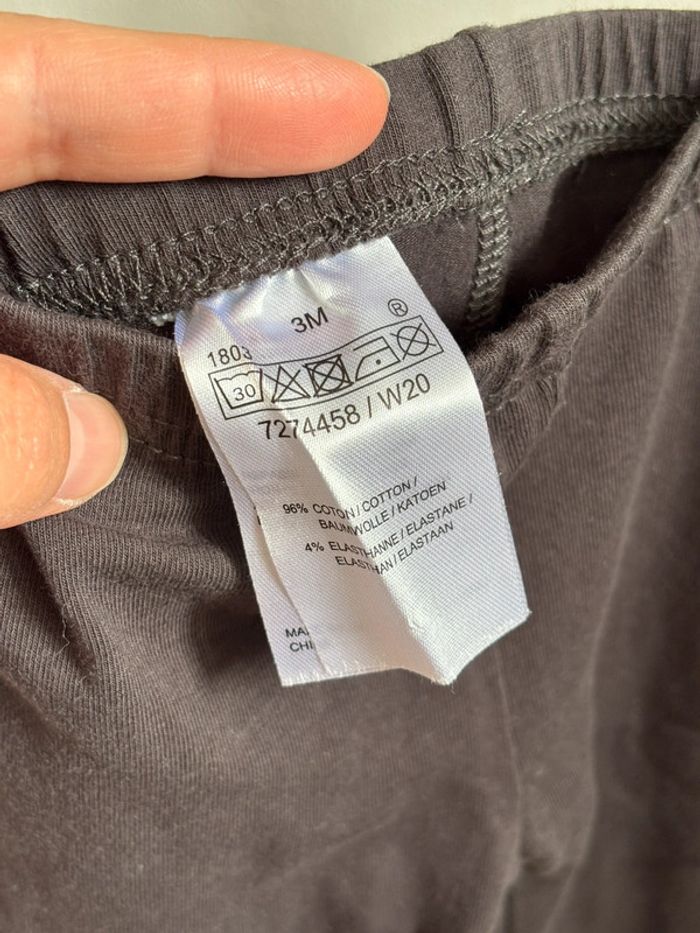 3M
®
1803
30
7274458 / W20
96% COTON / COTTON /
BAUMWOLLE / KATOEN
4% ELASTHANNE / ELASTANE /
ELASTHAN / ELASTAAN